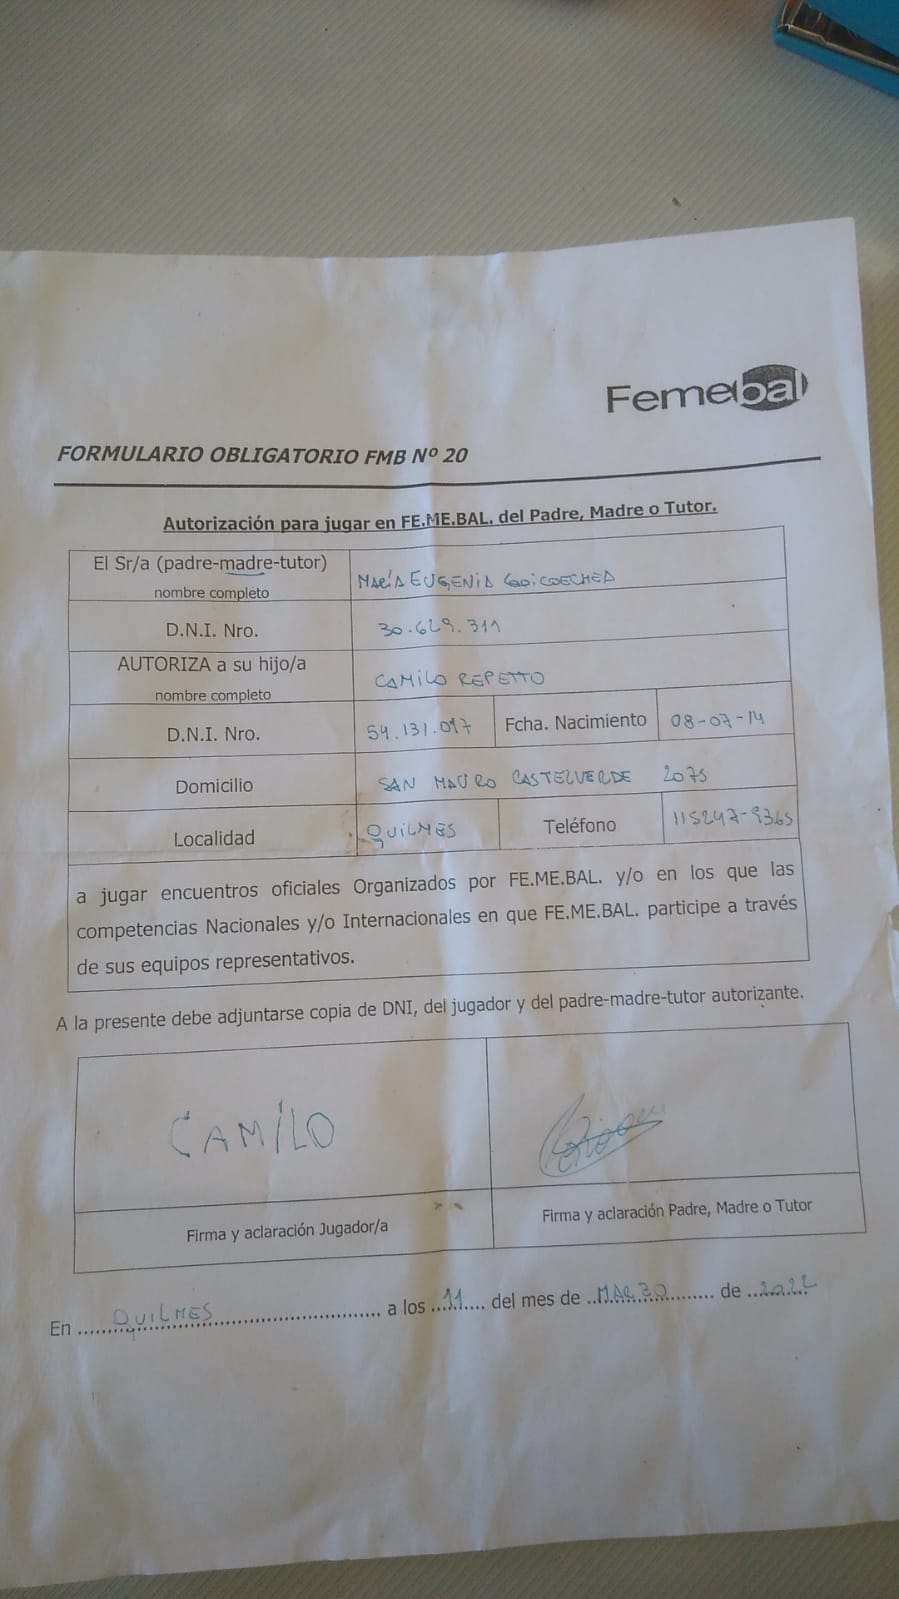 Femebal
FORMULARIO OBLIGATORIO FMB Nº 20
Autorización para jugar en FE.ME.BAL. del Padre, Madre o Tutor.
El Sr/a (padre-madre-tutor)
nombre completo
MARÍA EUGENIA GOICOECHEA
D.N.I. Nro.
30.629.311
AUTORIZA a su hijo/a
nombre completo
CAMILO REPETTO
D.N.I. Nro.
54.131.017
Fcha. Nacimiento
08-07-14
Domicilio
SAN MAURO CASTELVERDE 2075
Localidad
QUILMES
Teléfono
115247-9365
a jugar encuentros oficiales Organizados por FE.ME.BAL. y/o en los que las
competencias Nacionales y/o Internacionales en que FE.ME.BAL. participe a través
de sus equipos representativos.
A la presente debe adjuntarse copia de DNI, del jugador y del padre-madre-tutor autorizante.
CAMILO
Firma y aclaración Jugador/a
Firma y aclaración Padre, Madre o Tutor
En QUILMES a los 11 del mes de MARZO de 2022